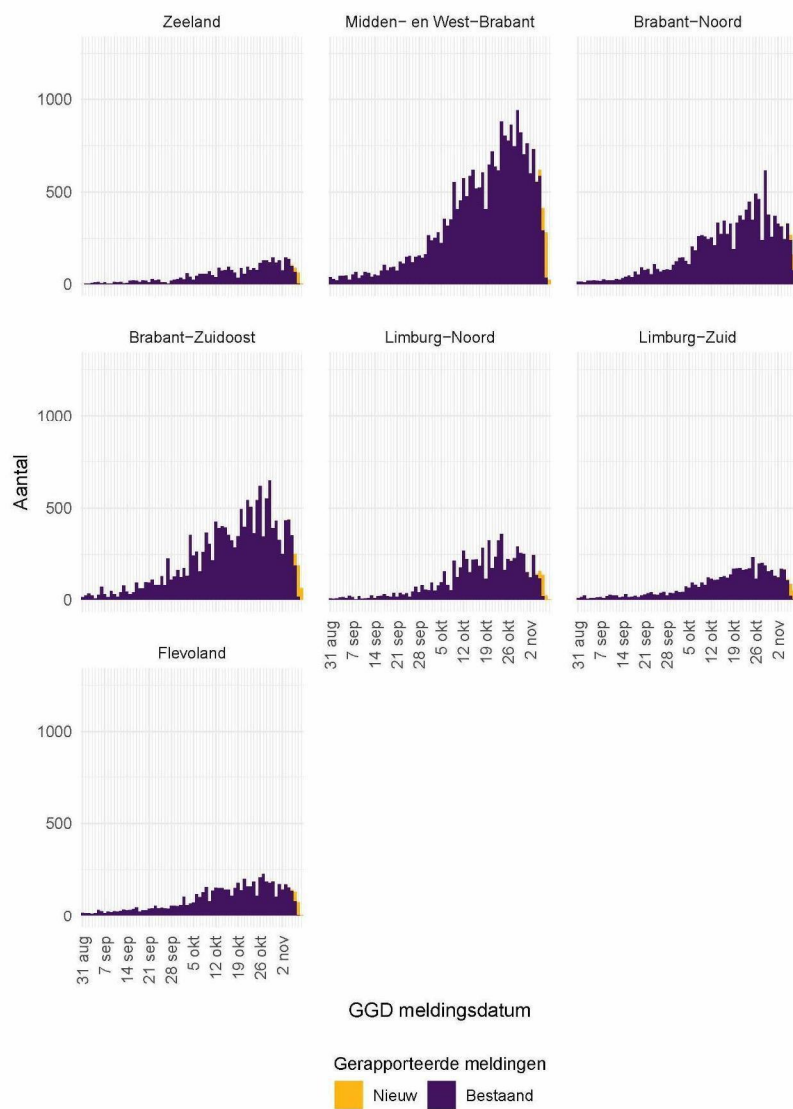 Zeeland
Midden- en West-Brabant
Brabant-Noord
1000
500
0
Brabant-Zuidoost
Limburg-Noord
Limburg-Zuid
Aantal
1000
500
0
31 aug
7 sep
14 sep
21 sep
28 sep
5 okt
12 okt
19 okt
26 okt
2 nov
31 aug
7 sep
14 sep
21 sep
28 sep
5 okt
12 okt
19 okt
26 okt
2 nov
Flevoland
1000
500
0
31 aug
7 sep
14 sep
21 sep
28 sep
5 okt
12 okt
19 okt
26 okt
2 nov
GGD meldingsdatum
Gerapporteerde meldingen
Nieuw
Bestaand